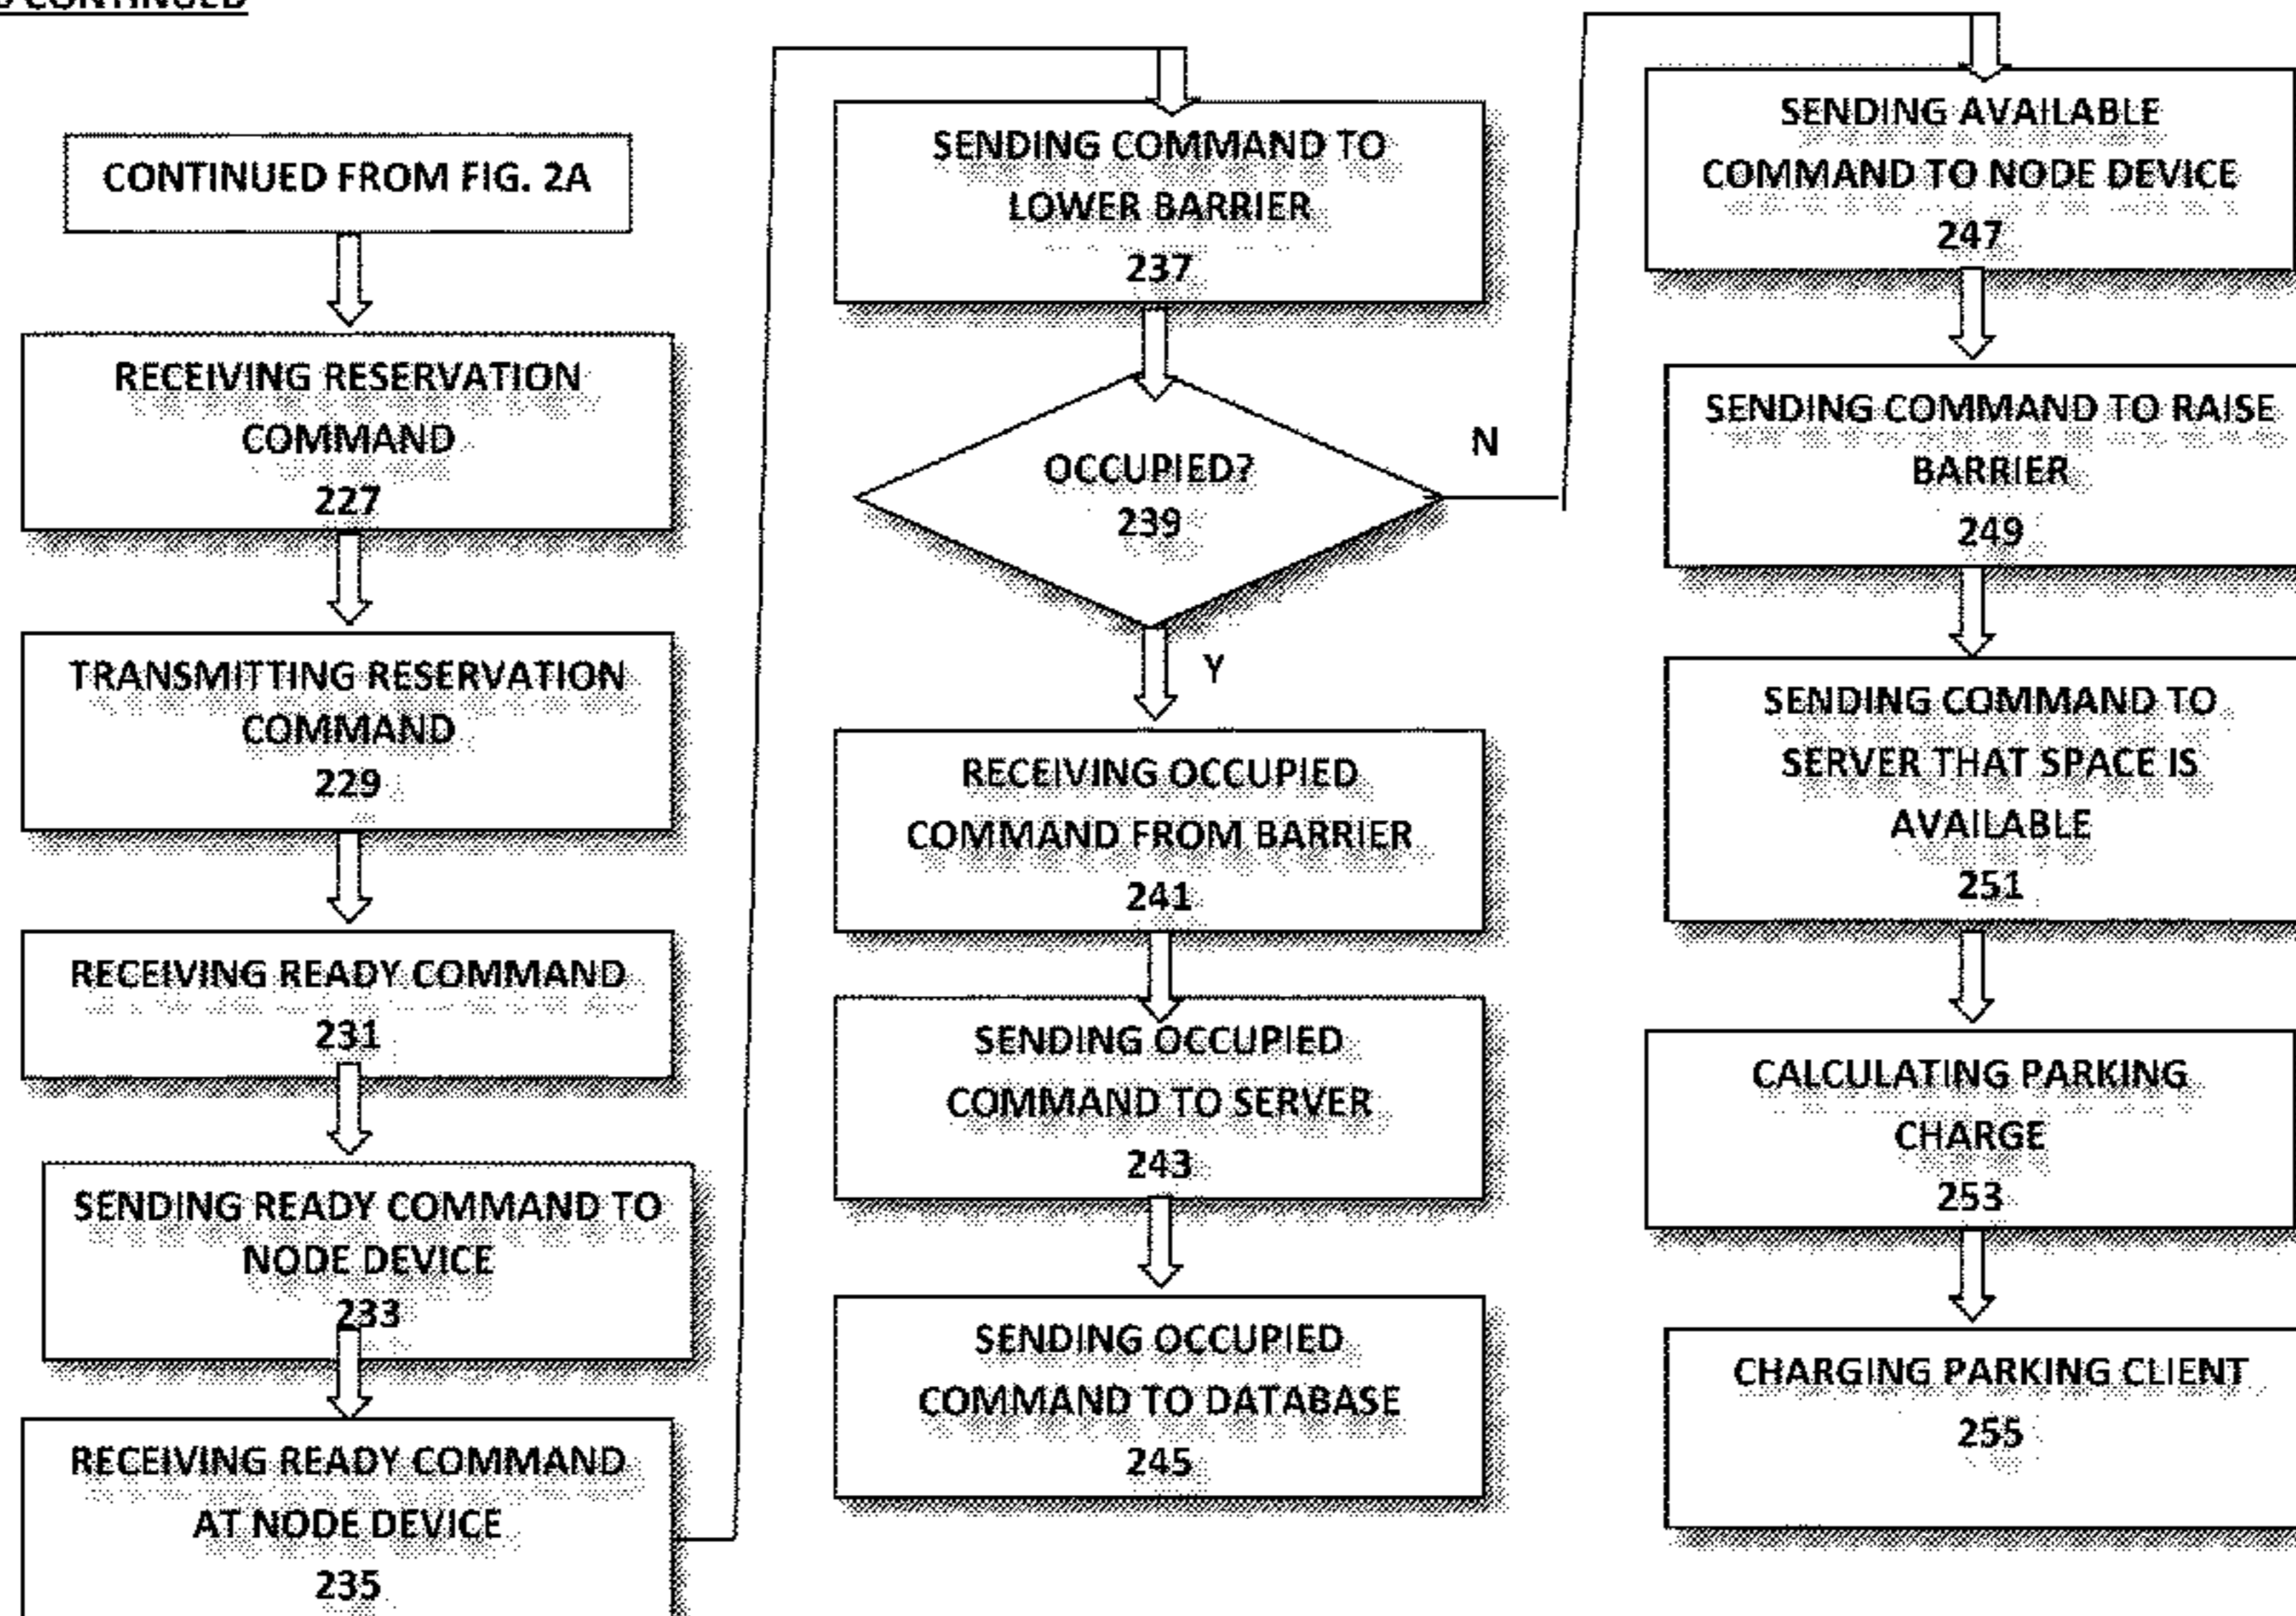 CONTINUED
CONTINUED FROM FIG. 2A
RECEIVING RESERVATION
COMMAND
227
TRANSMITTING RESERVATION
COMMAND
229
RECEIVING READY COMMAND
231
SENDING READY COMMAND TO
NODE DEVICE
233
RECEIVING READY COMMAND
AT NODE DEVICE
235
SENDING COMMAND TO
LOWER BARRIER
237
OCCUPIED?
239
N
Y
RECEIVING OCCUPIED
COMMAND FROM BARRIER
241
SENDING OCCUPIED
COMMAND TO SERVER
243
SENDING OCCUPIED
COMMAND TO DATABASE
245
SENDING AVAILABLE
COMMAND TO NODE DEVICE
247
SENDING COMMAND TO RAISE
BARRIER
249
SENDING COMMAND TO
SERVER THAT SPACE IS
AVAILABLE
251
CALCULATING PARKING
CHARGE
253
CHARGING PARKING CLIENT
255